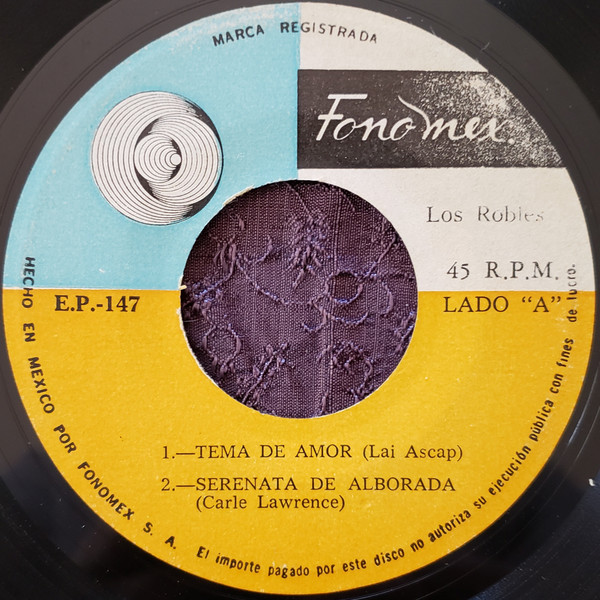 MARCA REGISTRADA
Fonomex.
Los Robles
45 R.P.M.
E.P.-147
LADO "A"
1.—TEMA DE AMOR (Lai Ascap)
2.—SERENATA DE ALBORADA
(Carle Lawrence)
HECHO EN MEXICO POR FONOMEX S. A. El importe pagado por este disco no autoriza su ejecución pública con fines de lucro.